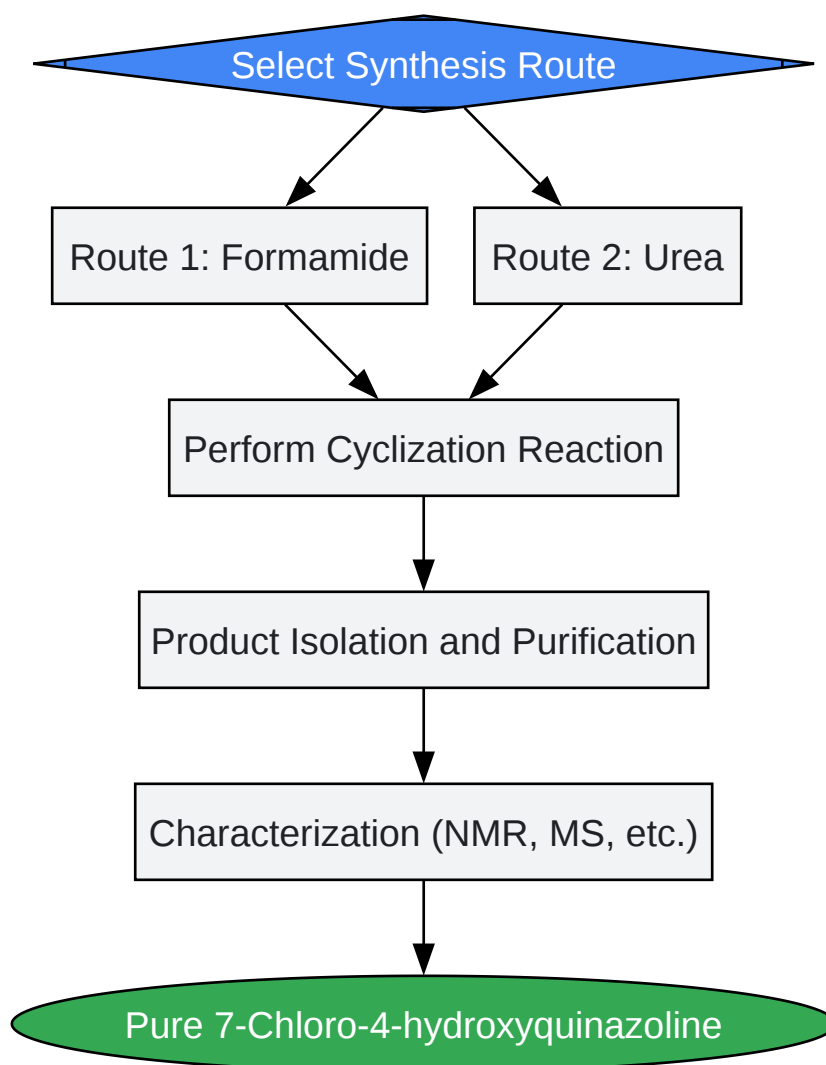 Select Synthesis Route
Route 1: Formamide
Route 2: Urea
Perform Cyclization Reaction
Product Isolation and Purification
Characterization (NMR, MS, etc.)
Pure 7-Chloro-4-hydroxyquinazoline